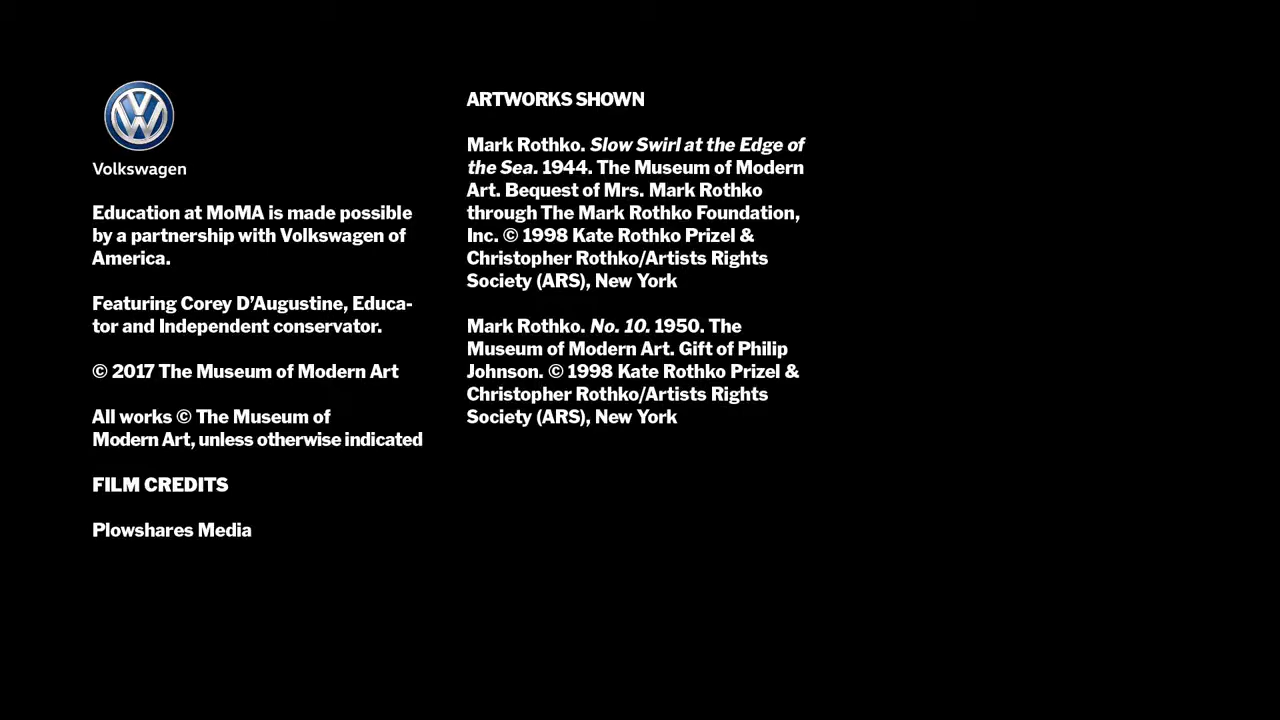 Volkswagen
Education at MoMA is made possible
by a partnership with Volkswagen of
America.
Featuring Corey D’Augustine, Educa-
tor and Independent conservator.
© 2017 The Museum of Modern Art
All works © The Museum of
Modern Art, unless otherwise indicated
FILM CREDITS
Plowshares Media
ARTWORKS SHOWN
Mark Rothko. Slow Swirl at the Edge of
the Sea. 1944. The Museum of Modern
Art. Bequest of Mrs. Mark Rothko
through The Mark Rothko Foundation,
Inc. © 1998 Kate Rothko Prizel &
Christopher Rothko/Artists Rights
Society (ARS), New York
Mark Rothko. No. 10. 1950. The
Museum of Modern Art. Gift of Philip
Johnson. © 1998 Kate Rothko Prizel &
Christopher Rothko/Artists Rights
Society (ARS), New York